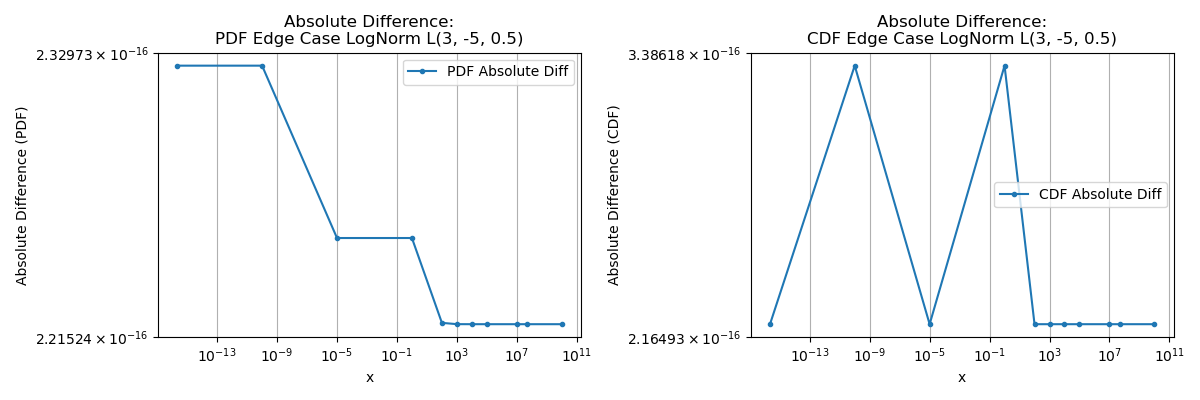 Absolute Difference:
PDF Edge Case LogNorm L(3, -5, 0.5)
2.32973 × 10⁻¹⁶
PDF Absolute Diff
Absolute Difference (PDF)
2.21524 × 10⁻¹⁶
10⁻¹³ 10⁻⁹ 10⁻⁵ 10⁻¹ 10³ 10⁷ 10¹¹
x
Absolute Difference:
CDF Edge Case LogNorm L(3, -5, 0.5)
3.38618 × 10⁻¹⁶
CDF Absolute Diff
Absolute Difference (CDF)
2.16493 × 10⁻¹⁶
10⁻¹³ 10⁻⁹ 10⁻⁵ 10⁻¹ 10³ 10⁷ 10¹¹
x